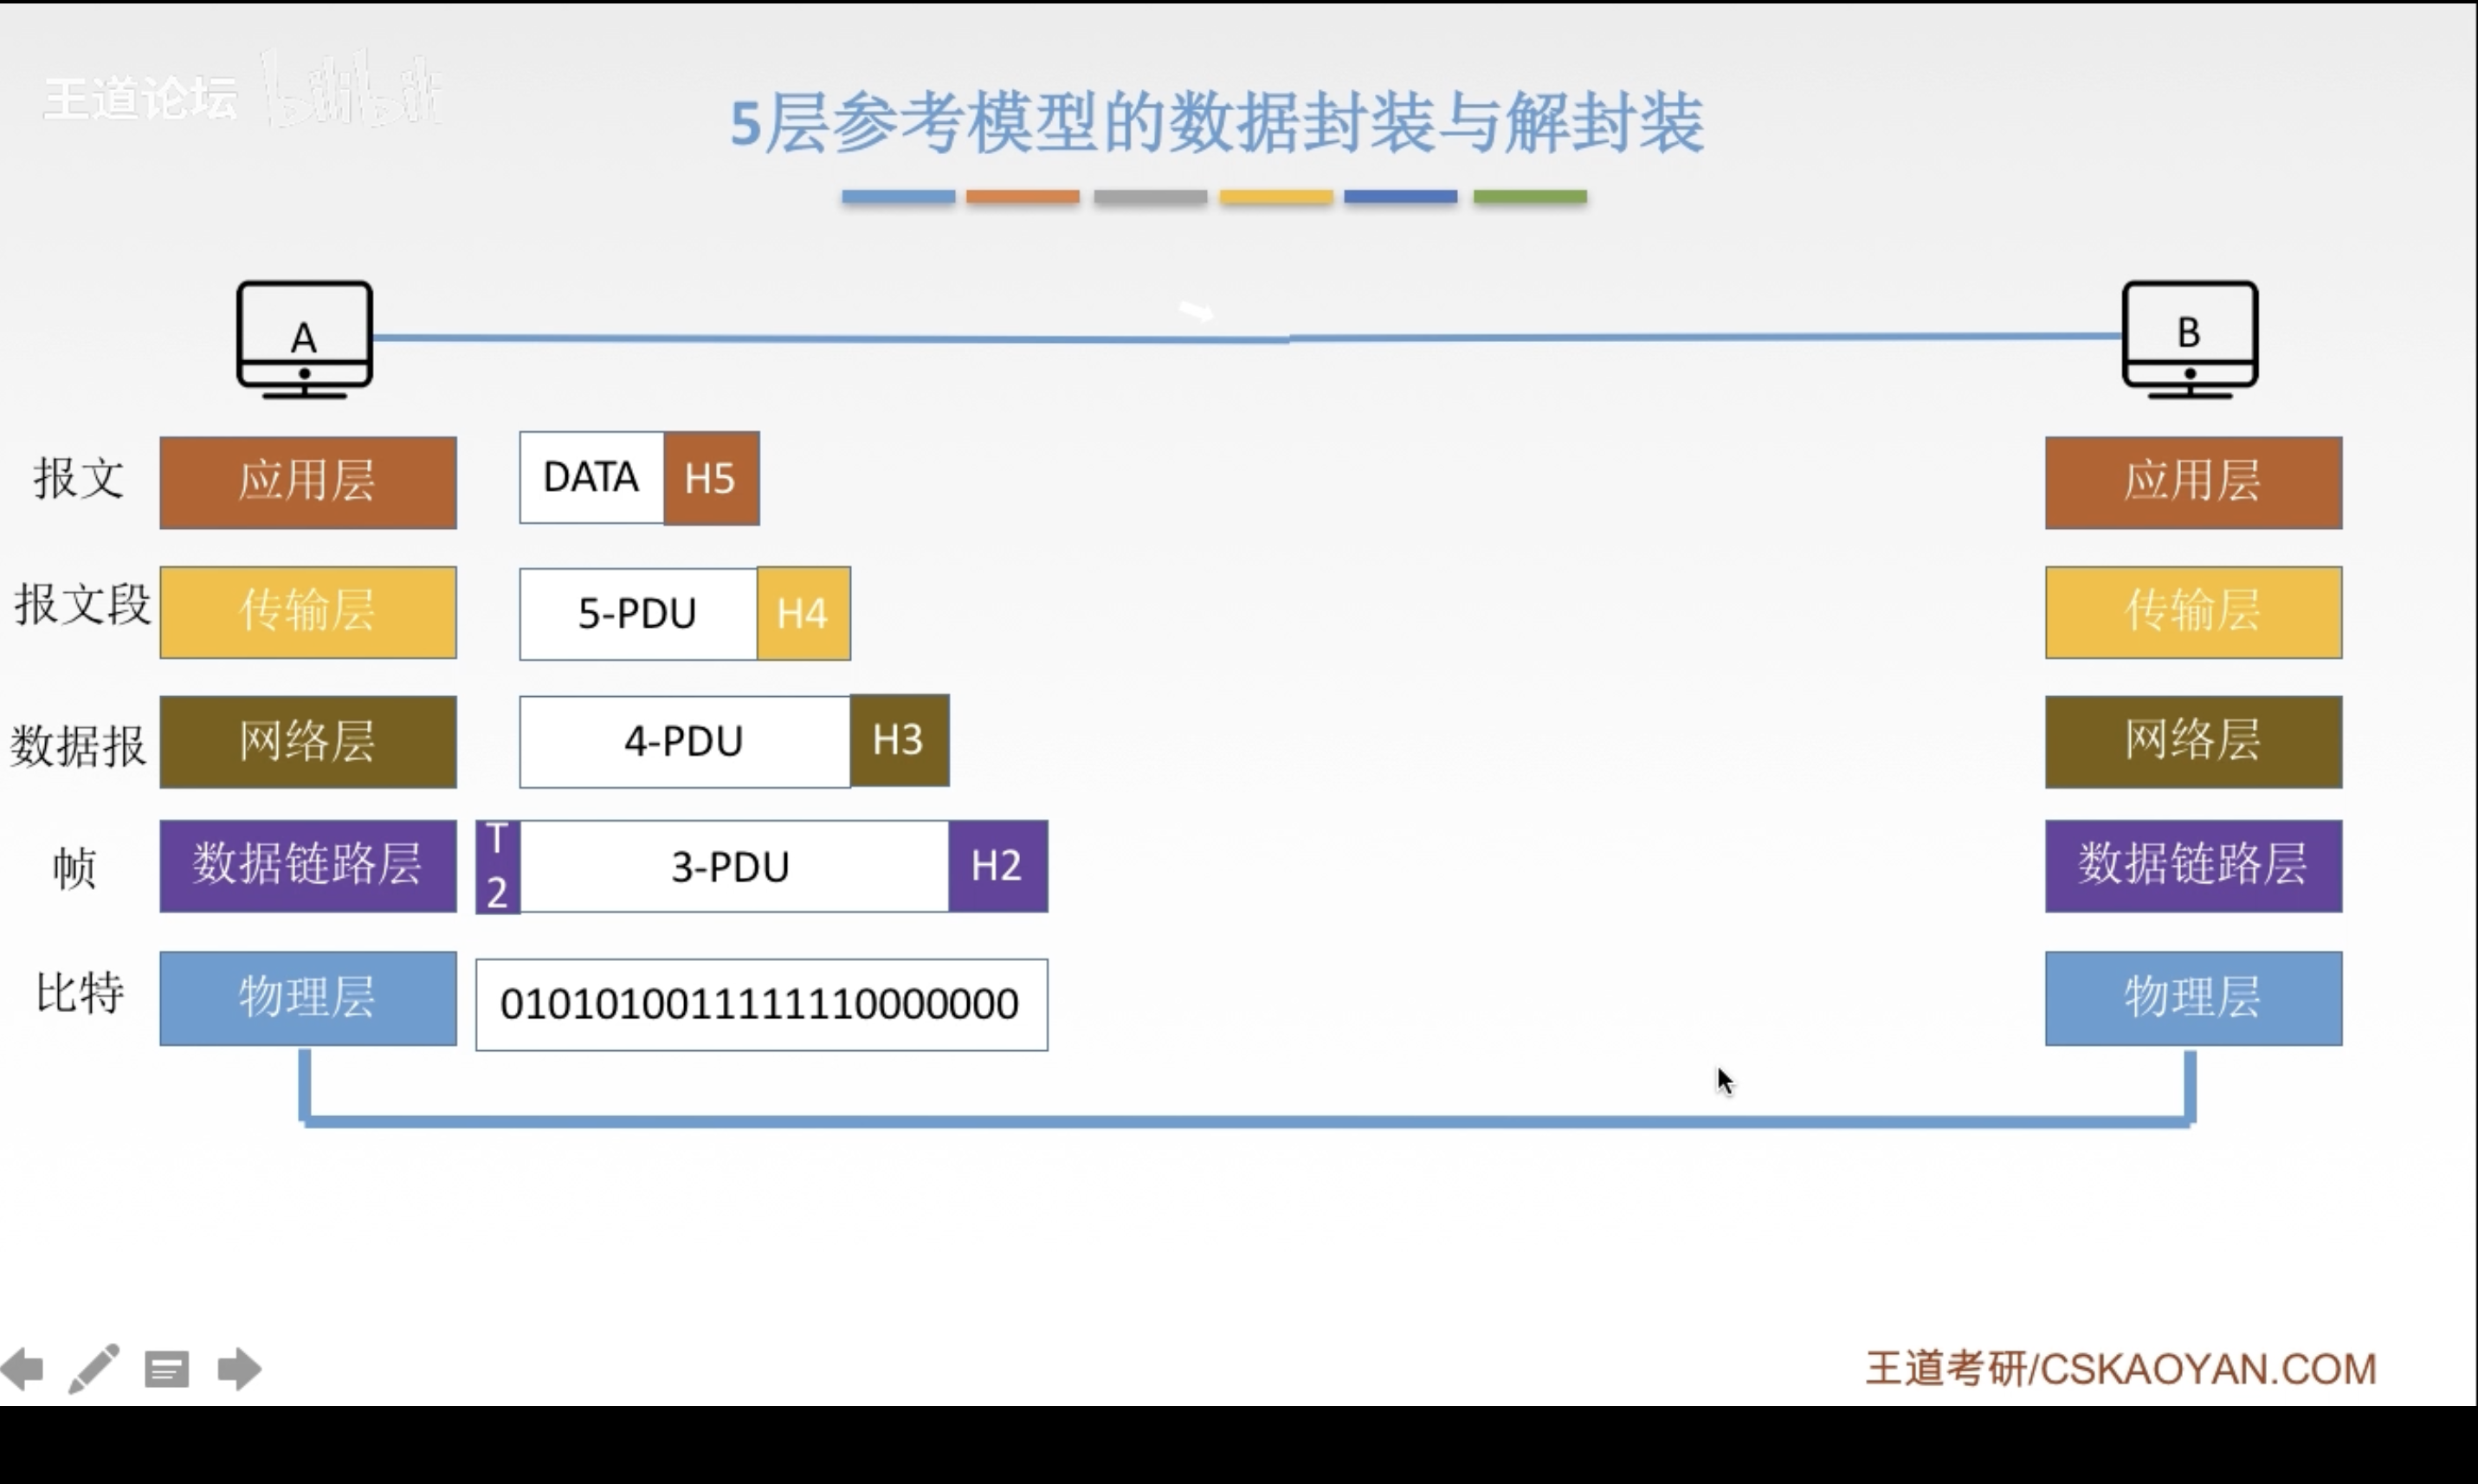 王道论坛 bilibili
5层参考模型的数据封装与解封装
A
B
报文 应用层 DATA H5 应用层
报文段 传输层 5-PDU H4 传输层
数据报 网络层 4-PDU H3 网络层
帧 数据链路层 T2 3-PDU H2 数据链路层
比特 物理层 0101010011111110000000 物理层
王道考研/CSKAOYAN.COM